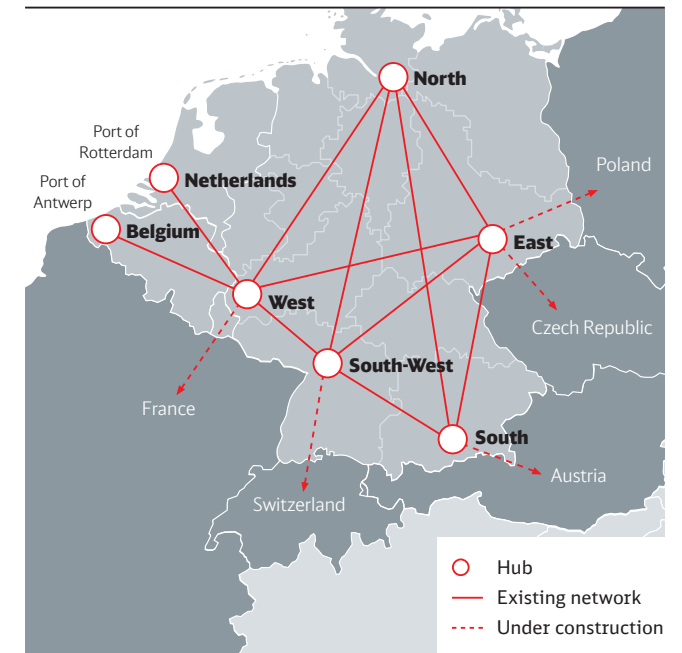 North
Port of
Rotterdam
Poland
Netherlands
Port of
Antwerp
Belgium
East
West
Czech Republic
South-West
France
South
Austria
Switzerland
Hub
Existing network
Under construction